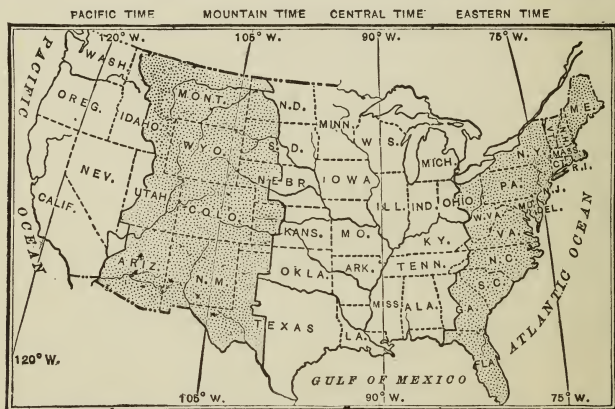 PACIFIC TIME MOUNTAIN TIME CENTRAL TIME EASTERN TIME
120° W. 105° W. 90° W. 75° W.
PACIFIC
OCEAN
WASH.
OREG.
IDAHO
MONT.
N.D.
MINN.
WIS.
MICH.
N.Y.
ME.
MASS.
R.I.
WYO.
S.D.
NEBR.
IOWA
ILL.
IND.
OHIO
PA.
N.J.
DEL.
NEV.
CALIF.
UTAH
COLO.
KANS.
MO.
KY.
W.VA.
VA.
ARIZ.
N.M.
OKLA.
ARK.
TENN.
N.C.
S.C.
TEXAS
LA.
MISS.
ALA.
GA.
FLA.
ATLANTIC OCEAN
GULF OF MEXICO
120° W.
105° W. 90° W. 75° W.